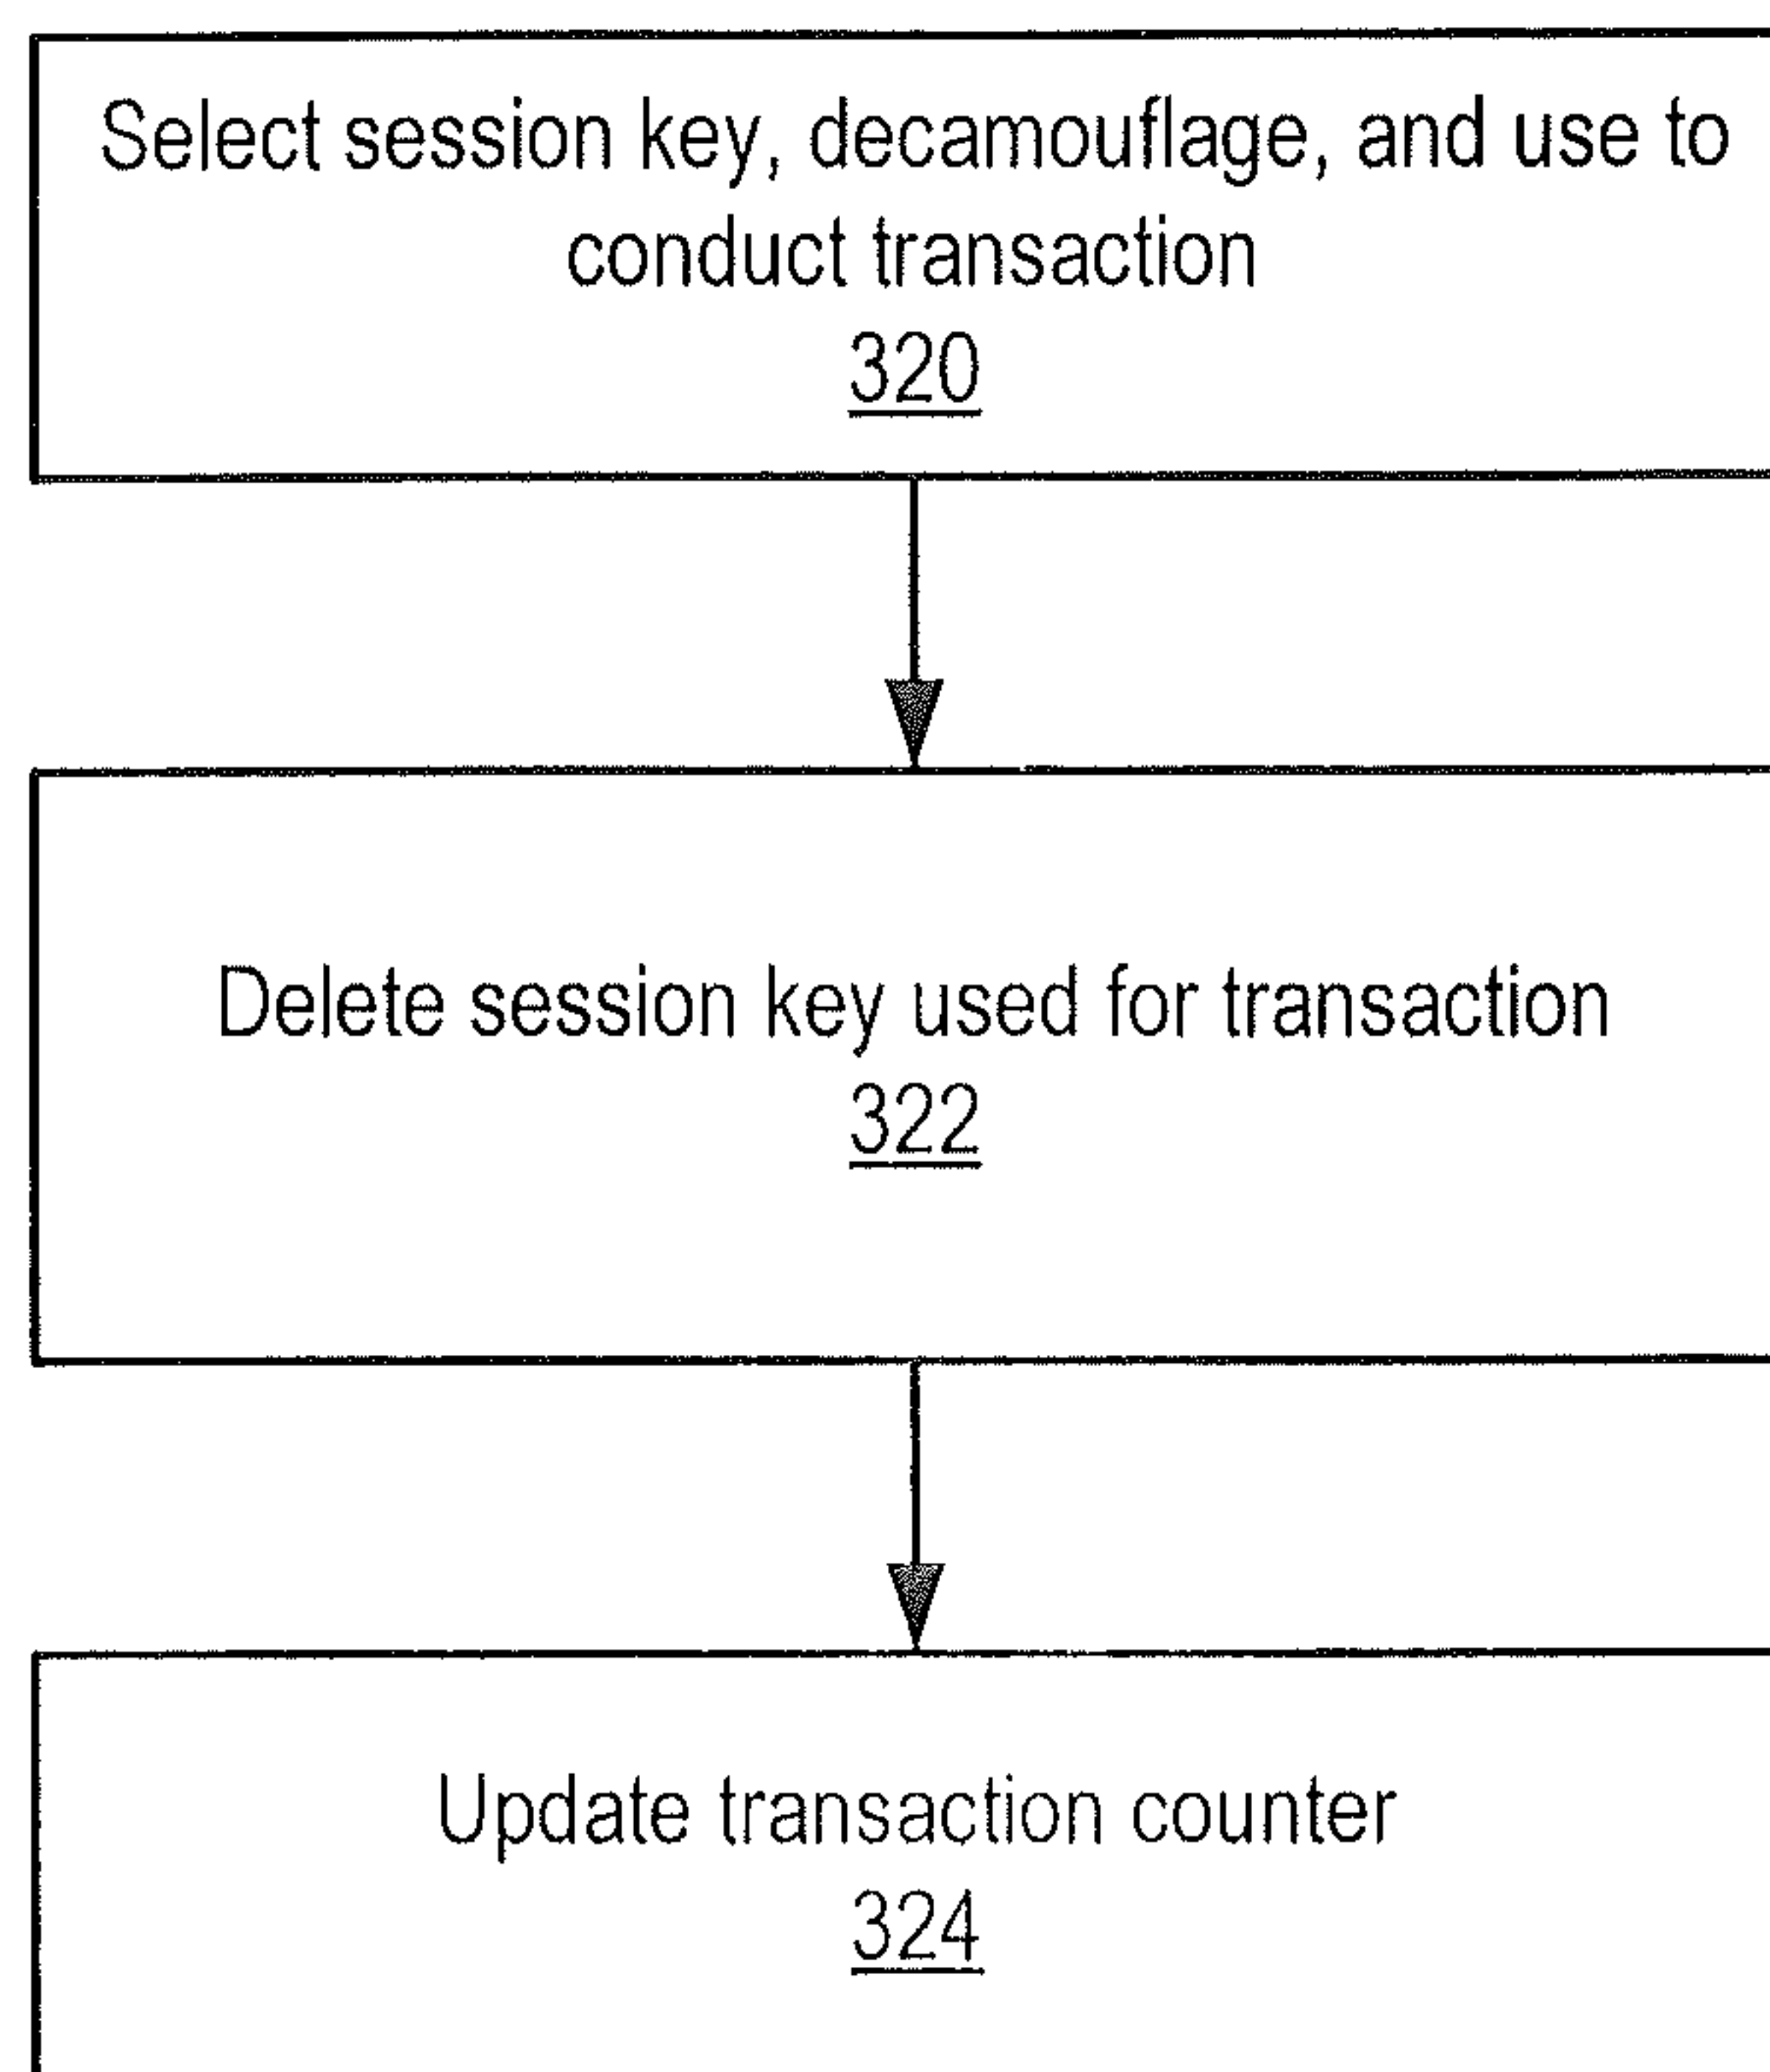 Select session key, decamouflage, and use to
conduct transaction
320
Delete session key used for transaction
322
Update transaction counter
324